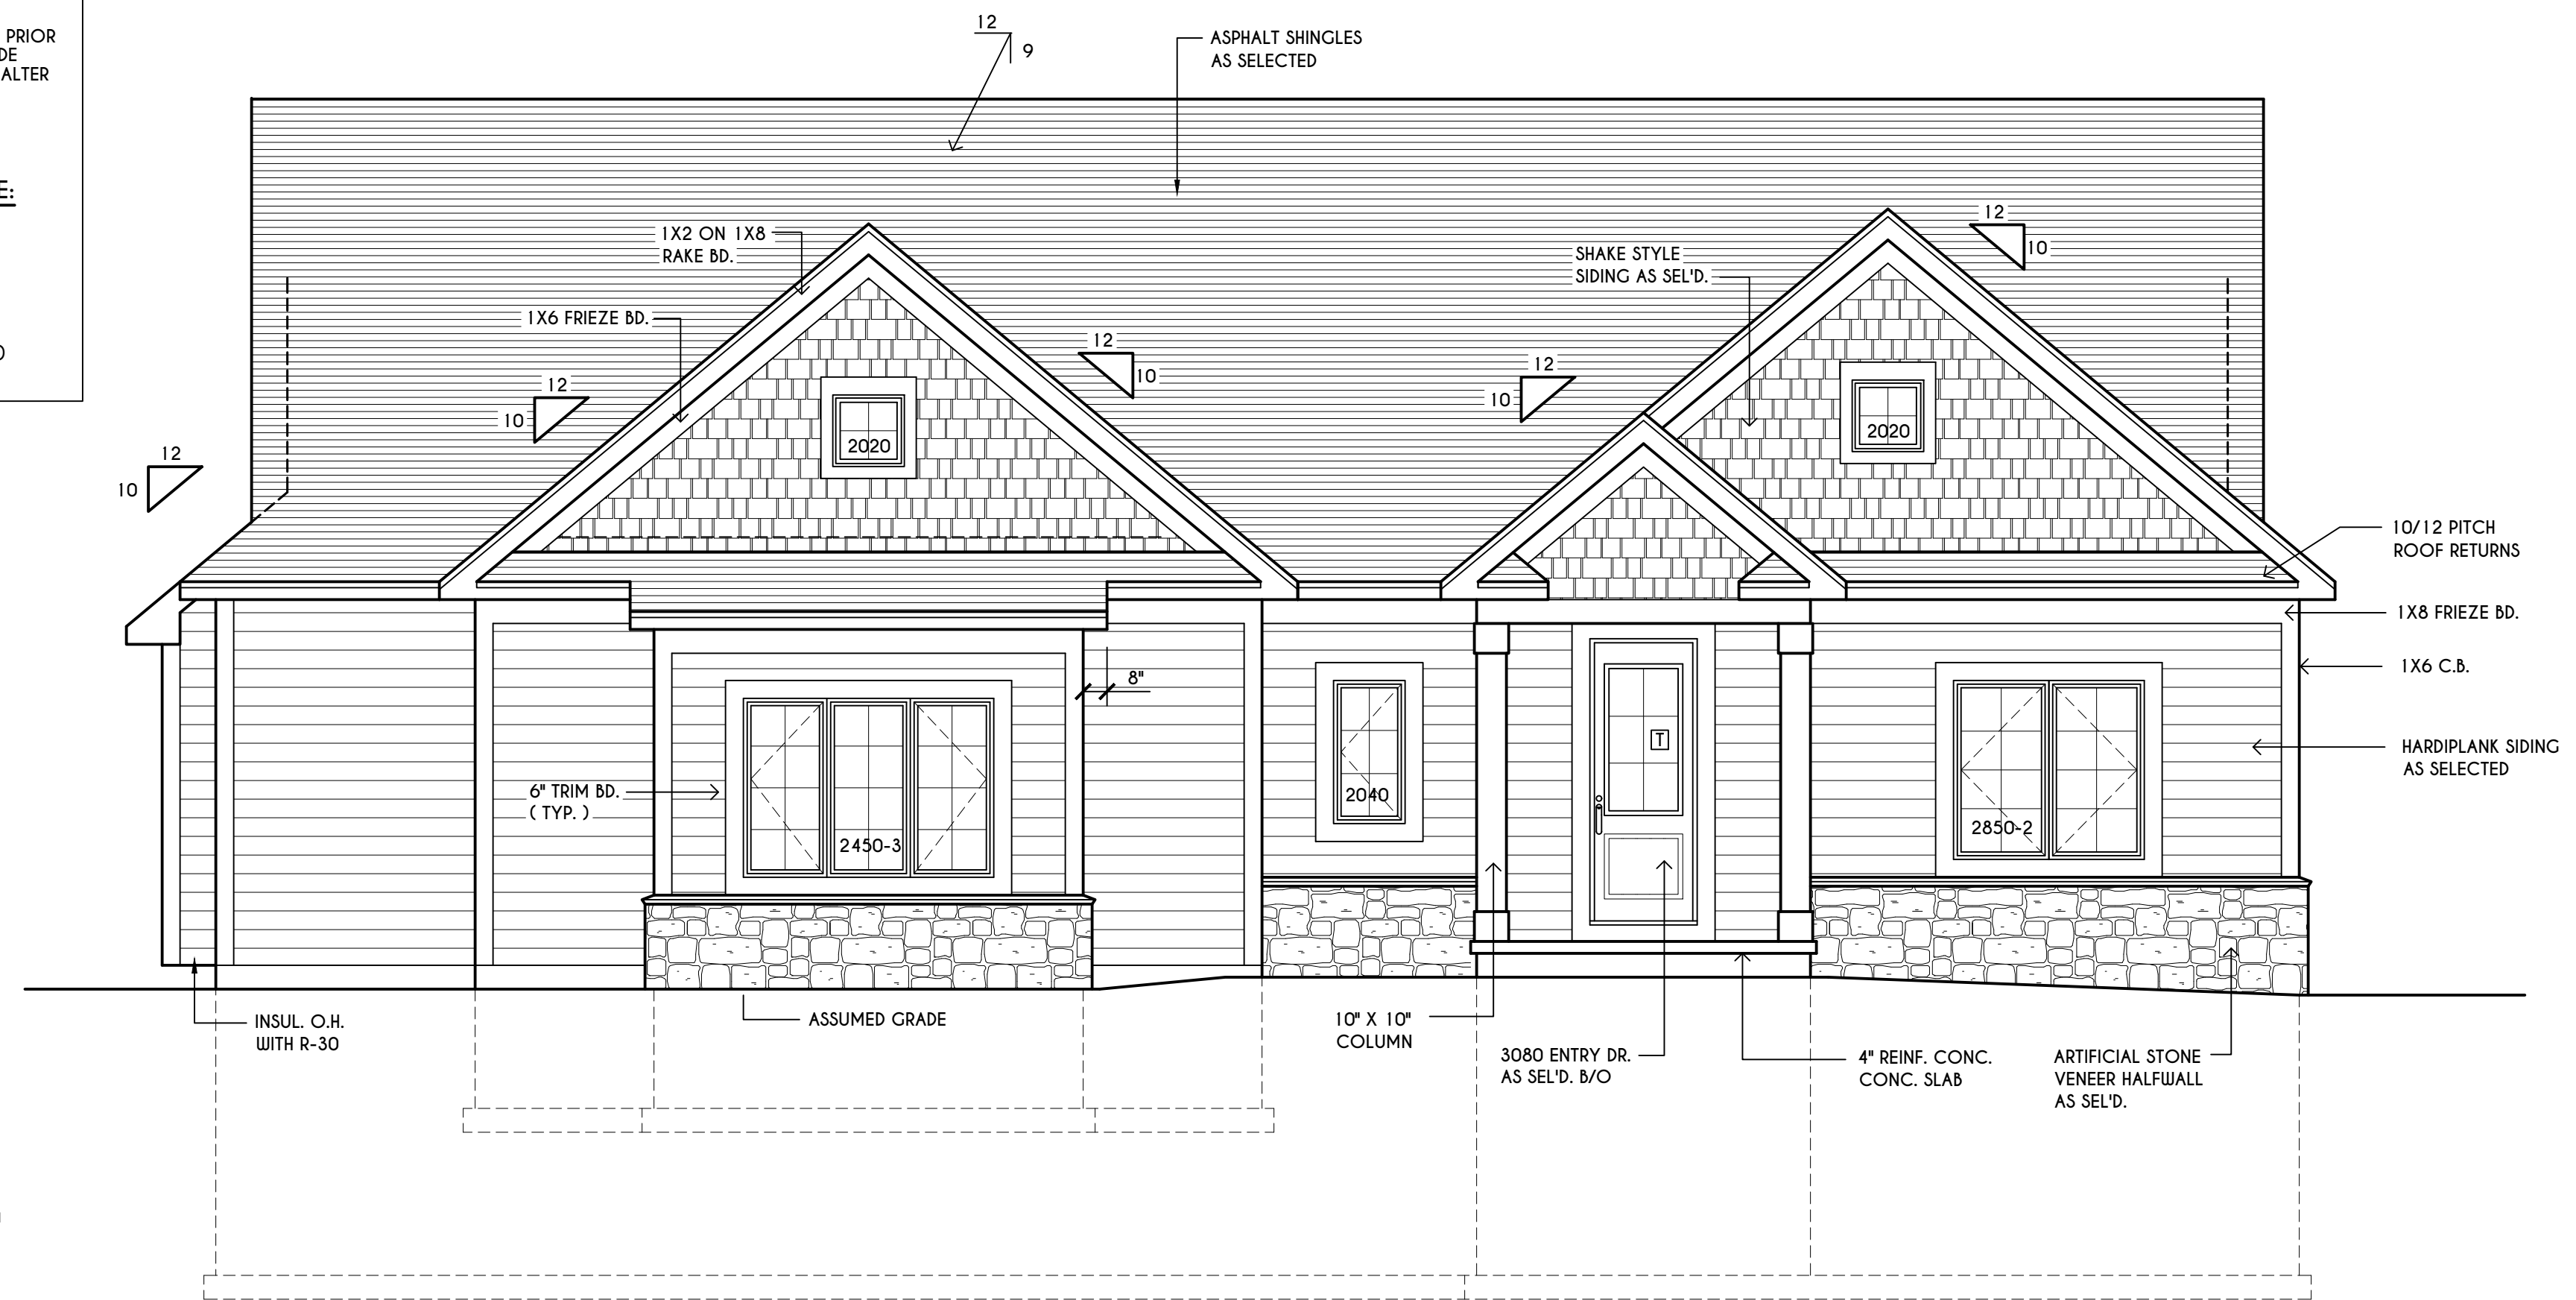 PRIOR
DE
ALTER
E:
12
9
ASPHALT SHINGLES
AS SELECTED
1X2 ON 1X8
RAKE BD.
1X6 FRIEZE BD.
SHAKE STYLE
SIDING AS SEL'D.
12
10
12
10
12
10
12
10
12
10
2020
2020
10/12 PITCH
ROOF RETURNS
1X8 FRIEZE BD.
1X6 C.B.
HARDIPLANK SIDING
AS SELECTED
8"
6" TRIM BD.
( TYP. )
2450-3
2040
T
2850-2
INSUL. O.H.
WITH R-30
ASSUMED GRADE
10" X 10"
COLUMN
3080 ENTRY DR.
AS SEL'D. B/O
4" REINF. CONC.
CONC. SLAB
ARTIFICIAL STONE
VENEER HALFWALL
AS SEL'D.